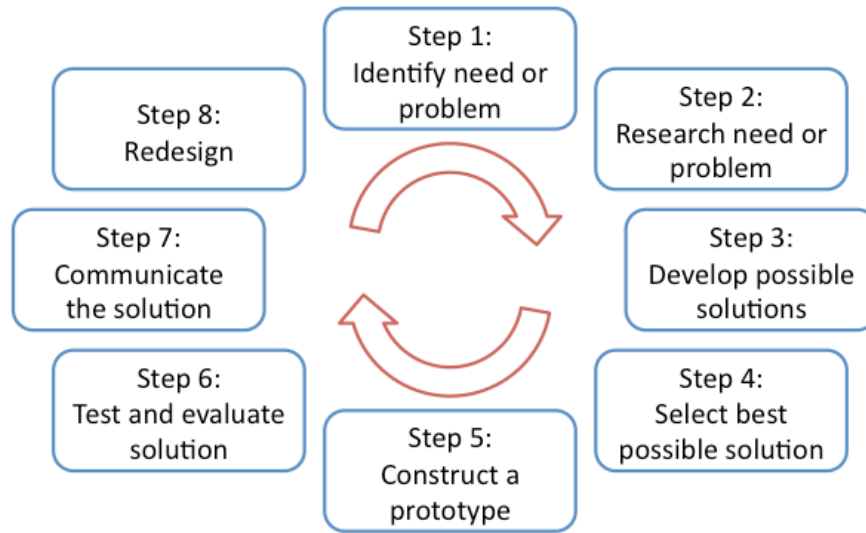 Step 1:
Identify need or
problem
Step 2:
Research need or
problem
Step 3:
Develop possible
solutions
Step 4:
Select best
possible solution
Step 5:
Construct a
prototype
Step 6:
Test and evaluate
solution
Step 7:
Communicate
the solution
Step 8:
Redesign